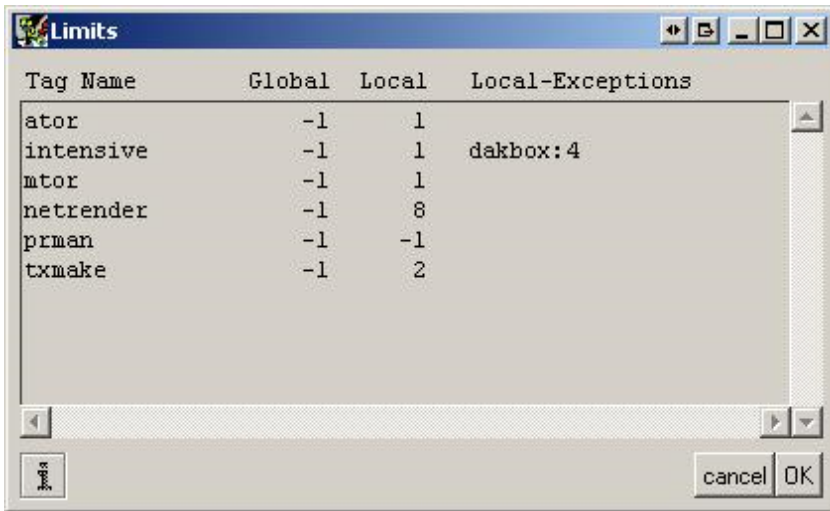 Limits
Tag Name Global Local Local-Exceptions
ator -1 1
intensive -1 1 dakbox:4
mtor -1 1
netrender -1 8
prman -1 -1
txmake -1 2
i cancel OK